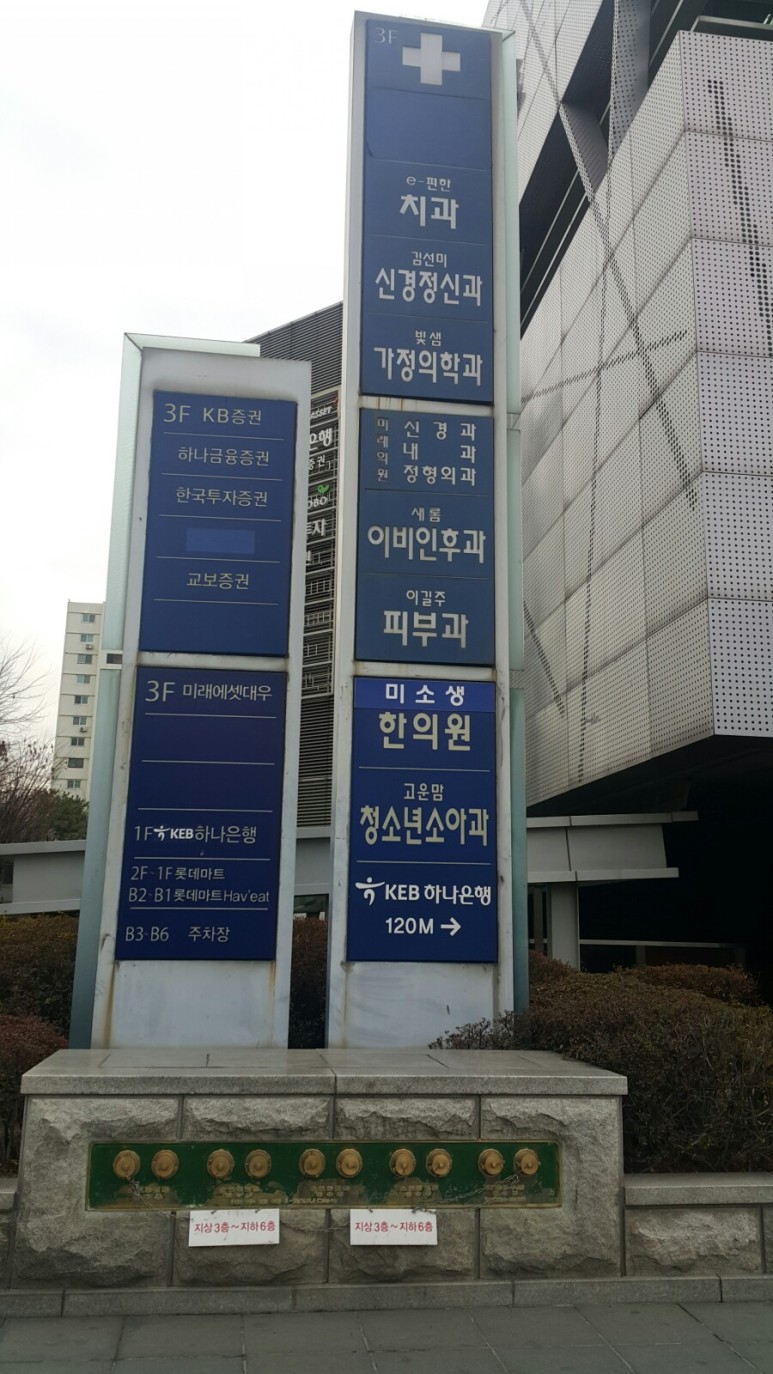 3F KB증권
하나금융증권
한국투자증권
교보증권
3F 미래에셋대우
1F KEB 하나은행
2F-1F 롯데마트
B2-B1 롯데마트 Hav'eat
B3-B6 주차장
3F
e-편한
치과
김선미
신경정신과
빛샘
가정의학과
미래의원
신경과
내과
정형외과
새롬
이비인후과
이길주
피부과
미소생
한의원
고운맘
청소년소아과
KEB 하나은행
120M →
지상3층~지하6층
지상3층~지하6층